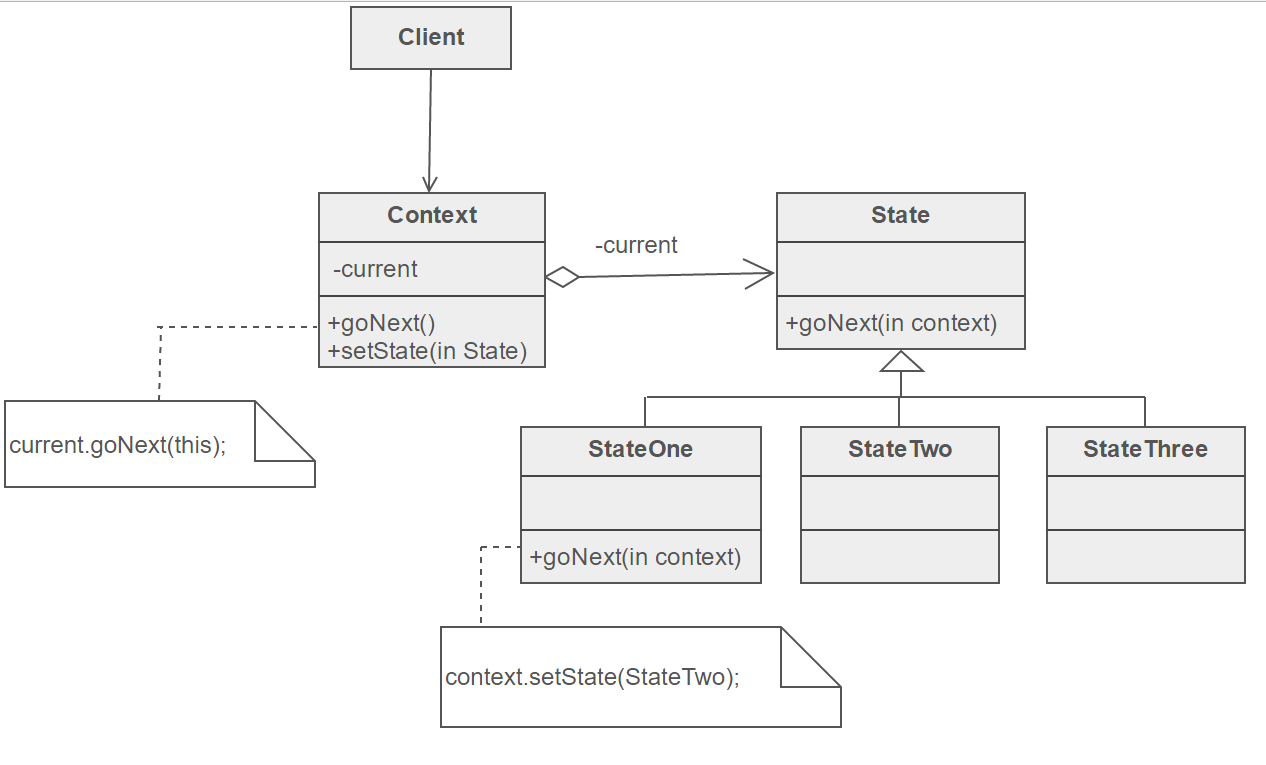 Client
Context
-current
+goNext()
+setState(in State)
-current
State
+goNext(in context)
current.goNext(this);
StateOne
+goNext(in context)
StateTwo
StateThree
context.setState(StateTwo);